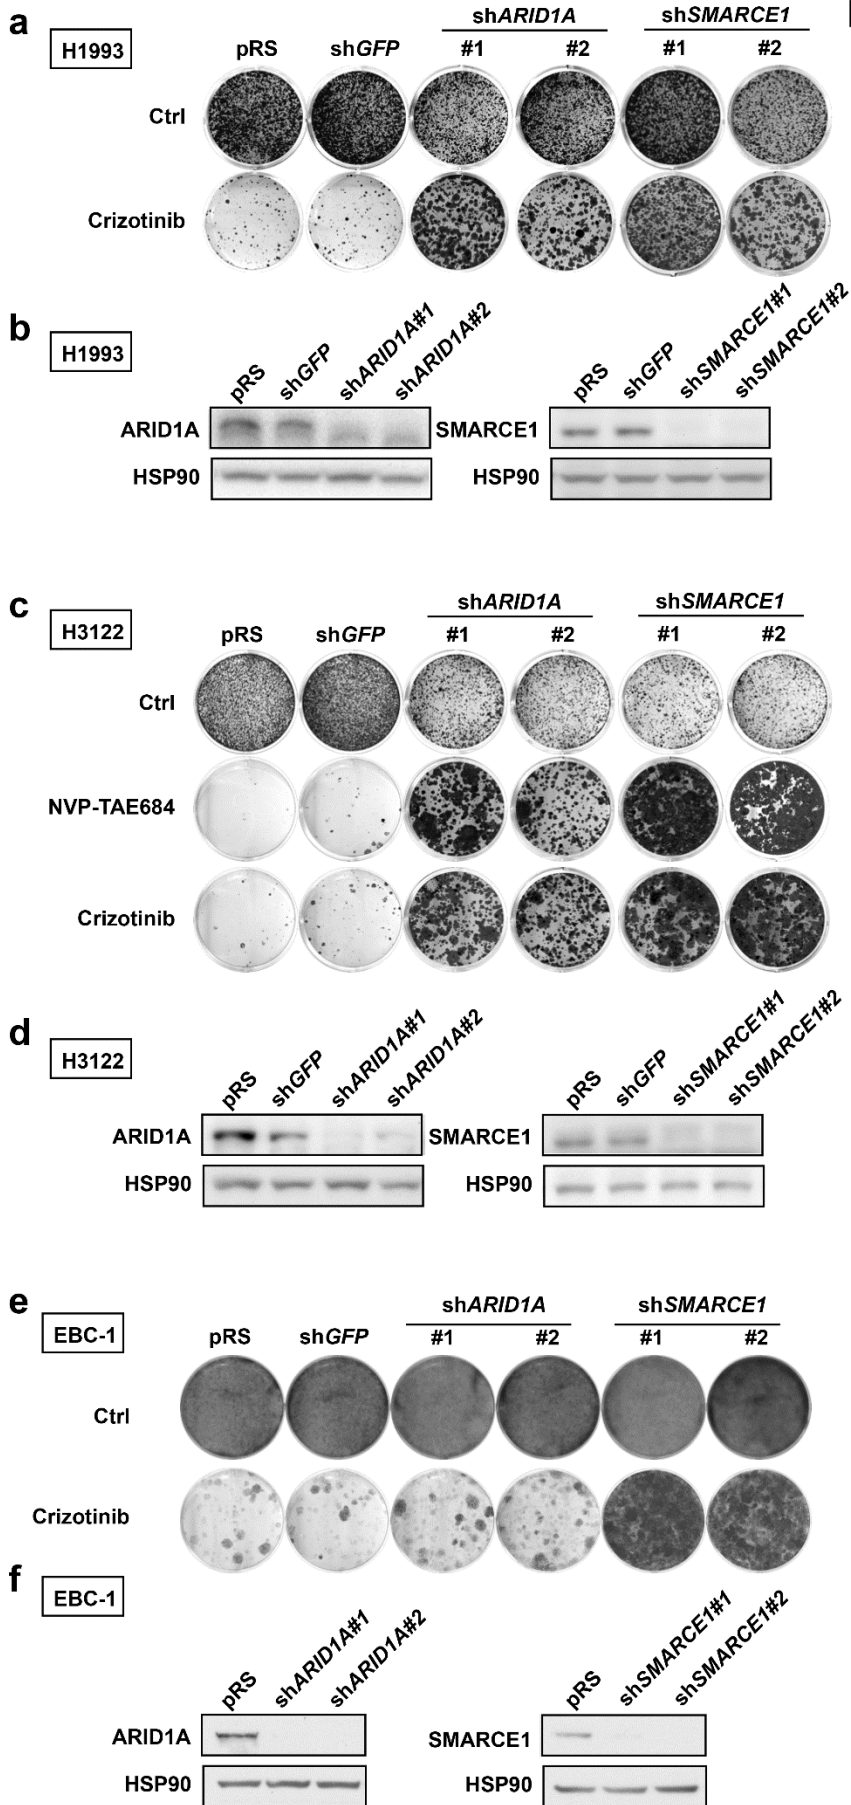 a
shARID1A
shSMARCE1
H1993
pRS
shGFP
#1
#2
#1
#2
Ctrl
Crizotinib
b
H1993
pRS
shGFP
shARID1A#1
shARID1A#2
pRS
shGFP
shSMARCE1#1
shSMARCE1#2
ARID1A
SMARCE1
HSP90
HSP90
c
shARID1A
shSMARCE1
H3122
pRS
shGFP
#1
#2
#1
#2
Ctrl
NVP-TAE684
Crizotinib
d
H3122
pRS
shGFP
shARID1A#1
shARID1A#2
pRS
shGFP
shSMARCE1#1
shSMARCE1#2
ARID1A
SMARCE1
HSP90
HSP90
e
shARID1A
shSMARCE1
EBC-1
pRS
shGFP
#1
#2
#1
#2
Ctrl
Crizotinib
f
EBC-1
pRS
shARID1A#1
shARID1A#2
pRS
shSMARCE1#1
shSMARCE1#2
ARID1A
SMARCE1
HSP90
HSP90